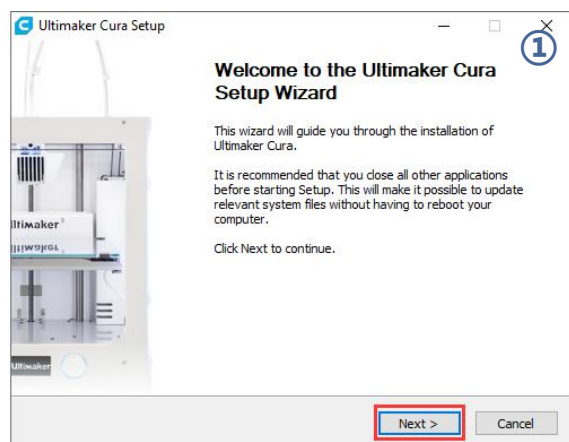 Ultimaker Cura Setup
①
Welcome to the Ultimaker Cura
Setup Wizard
This wizard will guide you through the installation of
Ultimaker Cura.
It is recommended that you close all other applications
before starting Setup. This will make it possible to update
relevant system files without having to reboot your
computer.
Click Next to continue.
ltimaker³
Ultimaker
Next >
Cancel